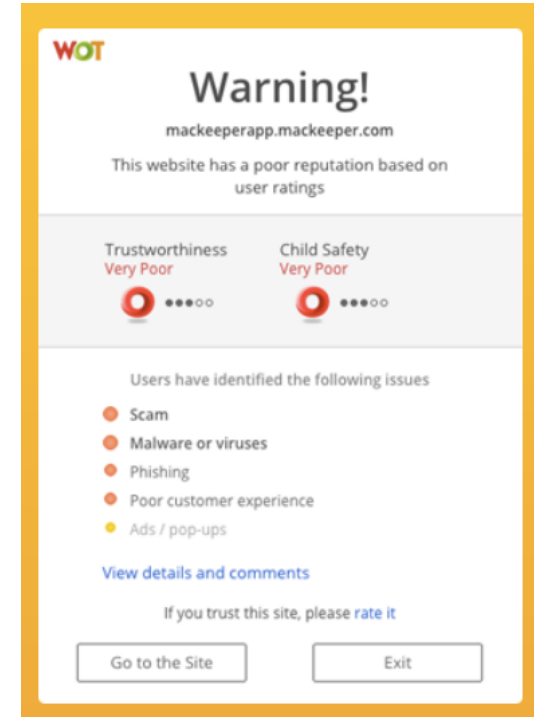 WOT
Warning!
mackeeperapp.mackeeper.com
This website has a poor reputation based on
user ratings
Trustworthiness
Very Poor
Child Safety
Very Poor
Users have identified the following issues
Scam
Malware or viruses
Phishing
Poor customer experience
Ads / pop-ups
View details and comments
If you trust this site, please rate it
Go to the Site
Exit